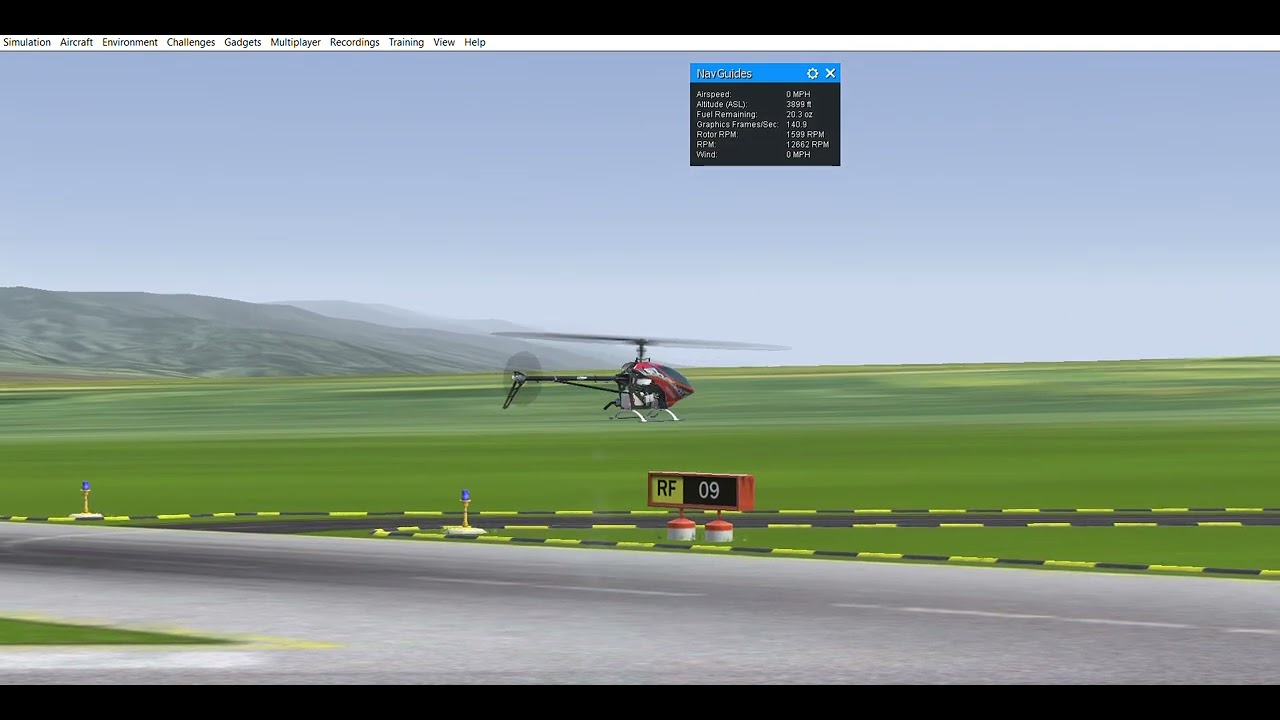 Simulation Aircraft Environment Challenges Gadgets Multiplayer Recordings Training View Help
NavGuides
Airspeed: 0 MPH
Altitude (ASL): 3899 ft
Fuel Remaining: 20.3 oz
Graphics Frames/Sec: 140.9
Rotor RPM: 1599 RPM
RPM: 12662 RPM
Wind: 0 MPH
RF 09